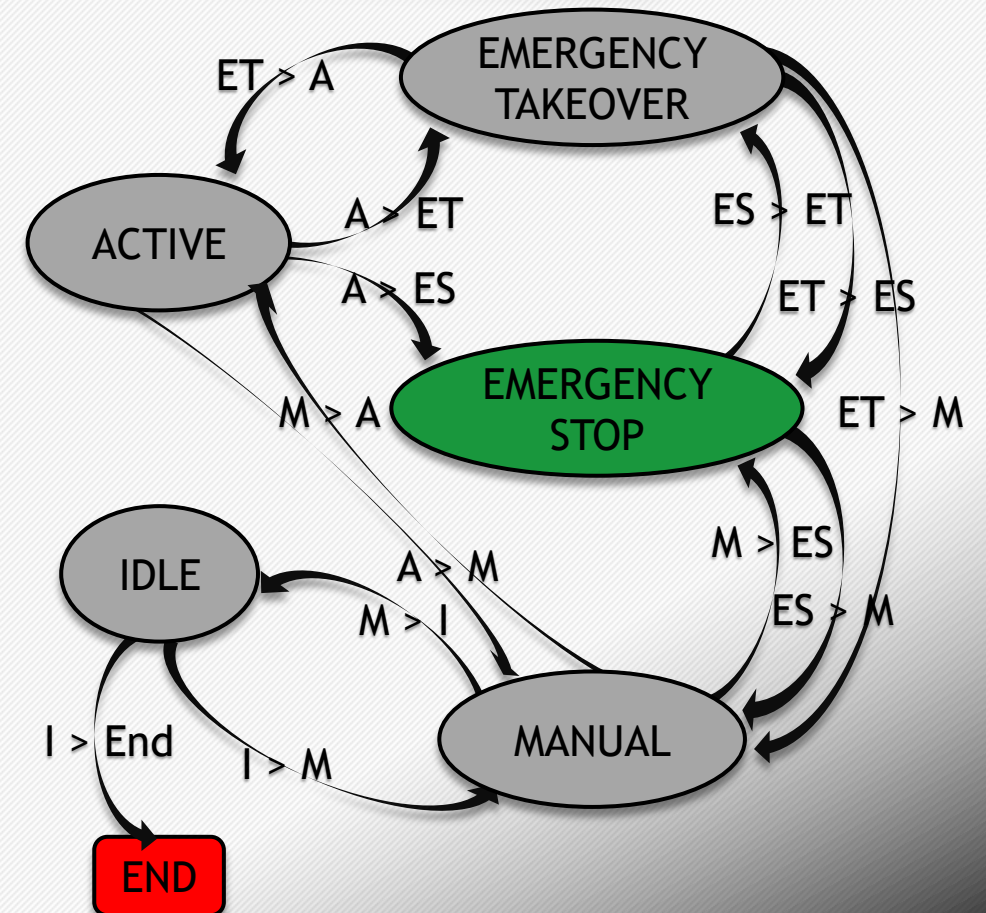 EMERGENCY
TAKEOVER
ET > A
ACTIVE
A > ET
ES > ET
A > ES
ET > ES
EMERGENCY
STOP
M > A
ET > M
M > ES
IDLE
A > M
M > I
ES > M
I > End
I > M
MANUAL
END